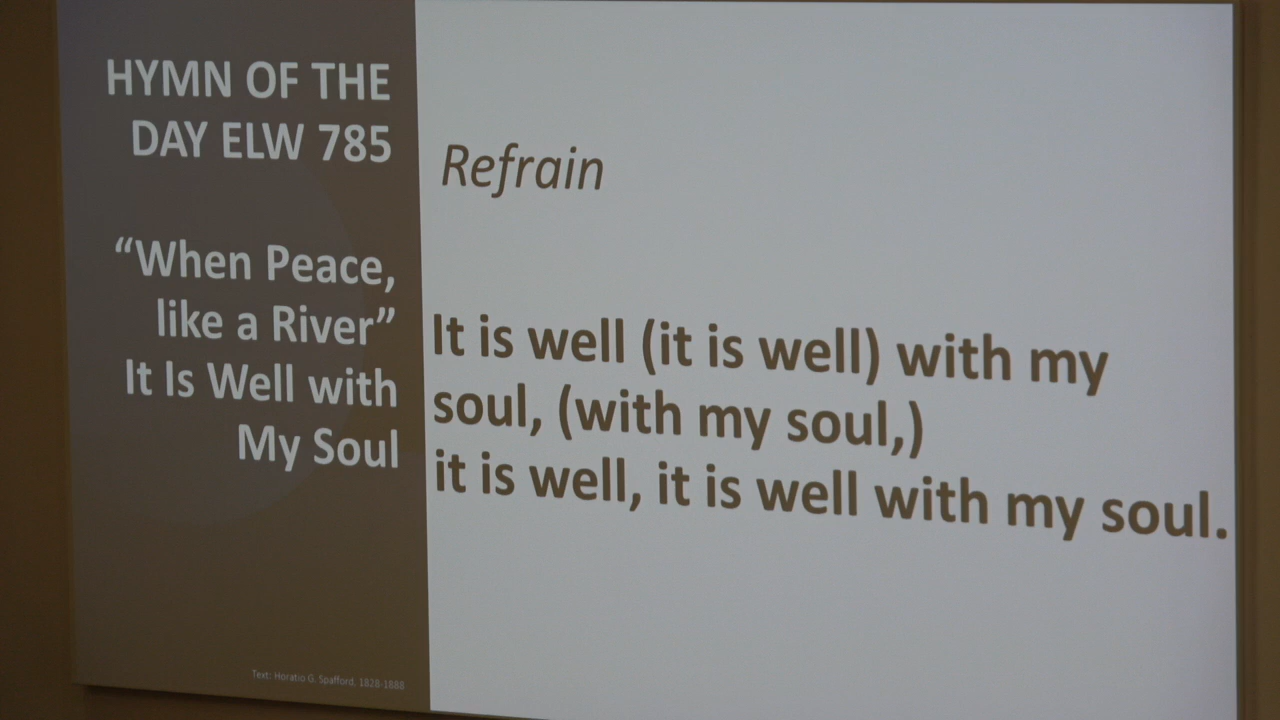 HYMN OF THE
DAY ELW 785
“When Peace,
like a River”
It Is Well with
My Soul
Text: Horatio G. Spafford, 1828-1888
Refrain
It is well (it is well) with my
soul, (with my soul,)
it is well, it is well with my soul.